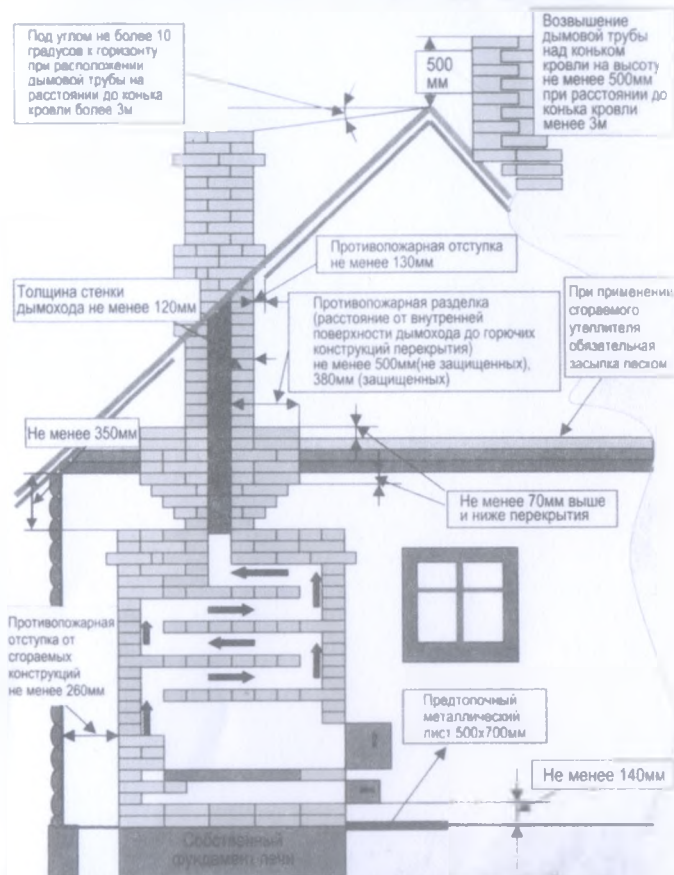 Под углом не более 10
градусов к горизонту
при расположении
дымовой трубы на
расстоянии до конька
кровли более 3м
500
мм
Возвышение
дымовой трубы
над коньком
кровли на высоту
не менее 500мм
при расстоянии до
конька кровли
менее 3м
Противопожарная отступка
не менее 130мм
Толщина стенки
дымохода не менее 120мм
Противопожарная разделка
(расстояние от внутренней
поверхности дымохода до горючих
конструкций перекрытия)
не менее 500мм(не защищенных),
380мм (защищенных)
При применении
сгораемого
утеплителя
обязательная
засыпка песком
Не менее 350мм
Не менее 70мм выше
и ниже перекрытия
Противопожарная
отступка от
сгораемых
конструкций
не менее 260мм
Предтопочный
металлический
лист 500х700мм
Не менее 140мм
Собственный
фундамент печи